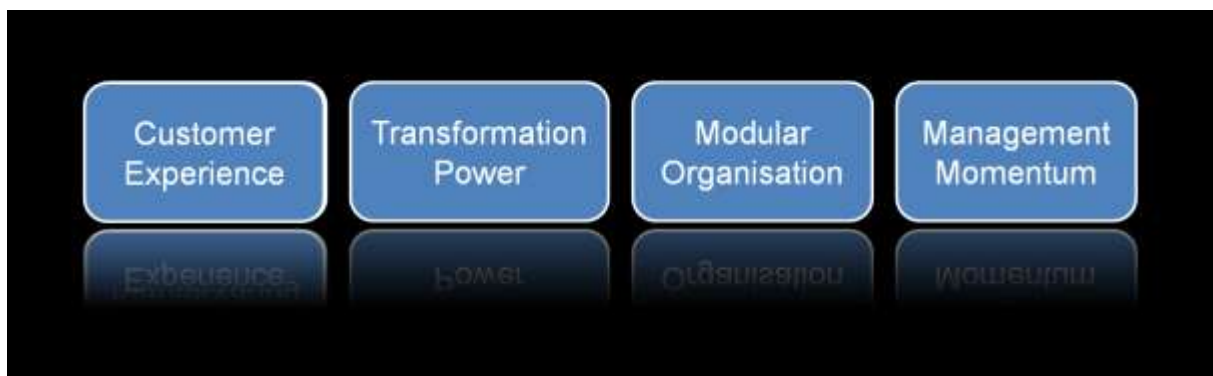 Customer
Experience
Transformation
Power
Modular
Organisation
Management
Momentum